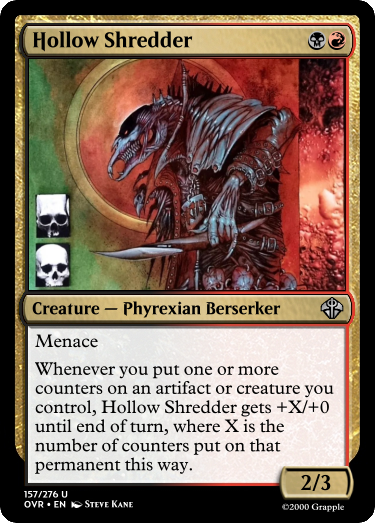 Hollow Shredder
Creature — Phyrexian Berserker
Menace
Whenever you put one or more
counters on an artifact or creature you
control, Hollow Shredder gets +X/+0
until end of turn, where X is the
number of counters put on that
permanent this way.
2/3
157/276 U
OVR • EN Steve Kane
©2000 Grapple